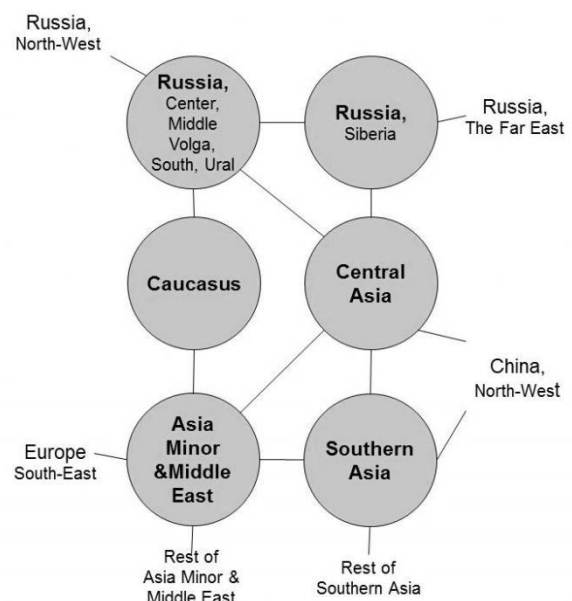 Russia,
North-West
Russia,
Center,
Middle
Volga,
South, Ural
Russia,
Siberia
Russia,
The Far East
Caucasus
Central
Asia
China,
North-West
Asia
Minor
&Middle
East
Southern
Asia
Europe
South-East
Rest of
Asia Minor &
Middle East
Rest of
Southern Asia